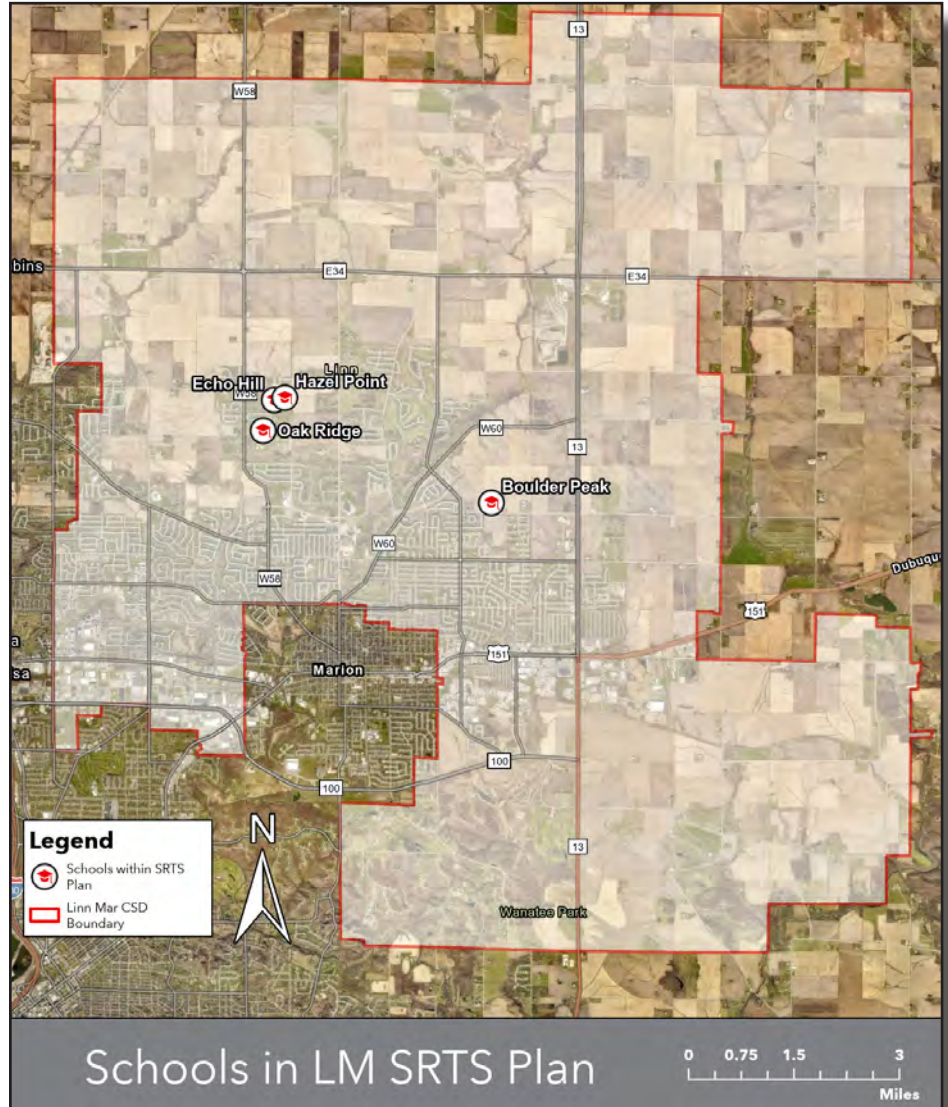 13
W58
bins
E34
E34
Linn
Echo Hill
Hazel Point
W58
Oak Ridge
W60
13
Boulder Peak
W60
W58
Dubuque
151
a
151
sa
Marion
100
100
13
Wanatee Park
N
Legend
Schools within SRTS
Plan
Linn Mar CSD
Boundary
Schools in LM SRTS Plan
0 0.75 1.5 3
Miles